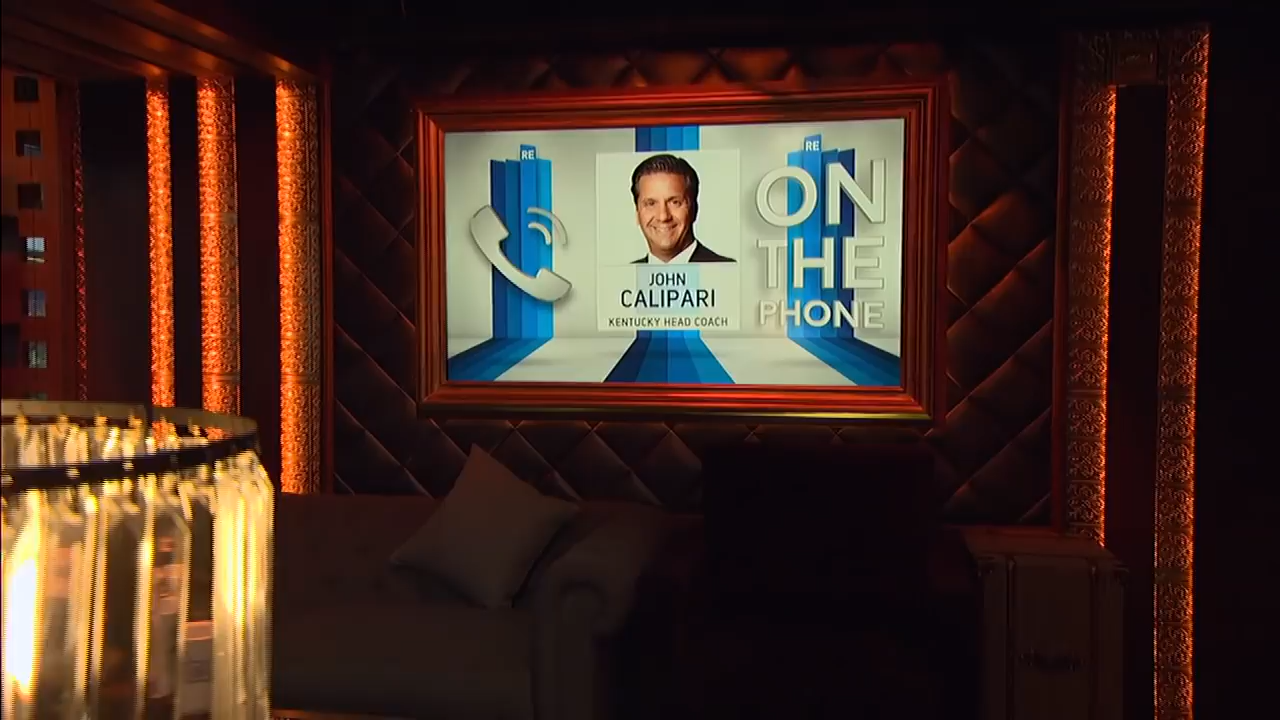 RE
JOHN
CALIPARI
KENTUCKY HEAD COACH
RE
ON
THE
PHONE